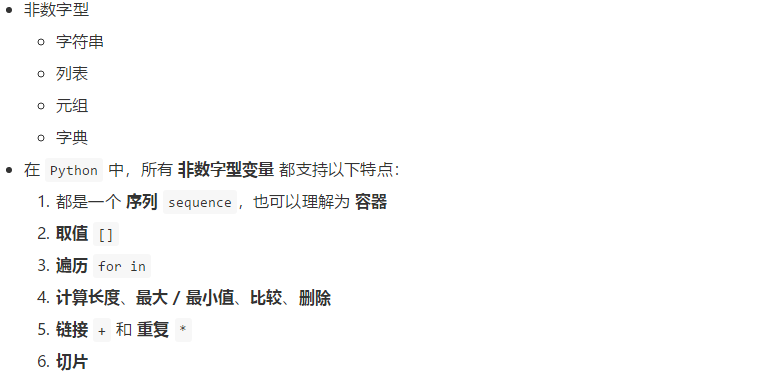 非数字型
字符串
列表
元组
字典
在 Python 中，所有 非数字型变量 都支持以下特点：
1. 都是一个 序列 sequence，也可以理解为 容器
2. 取值 []
3. 遍历 for in
4. 计算长度、最大 / 最小值、比较、删除
5. 链接 + 和 重复 *
6. 切片